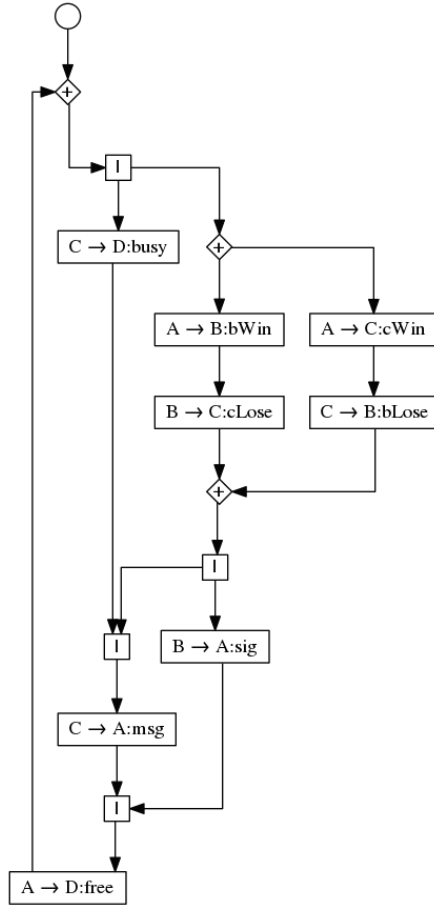 +
|
C → D:busy
+
A → B:bWin
A → C:cWin
B → C:cLose
C → B:bLose
+
|
|
B → A:sig
C → A:msg
|
A → D:free